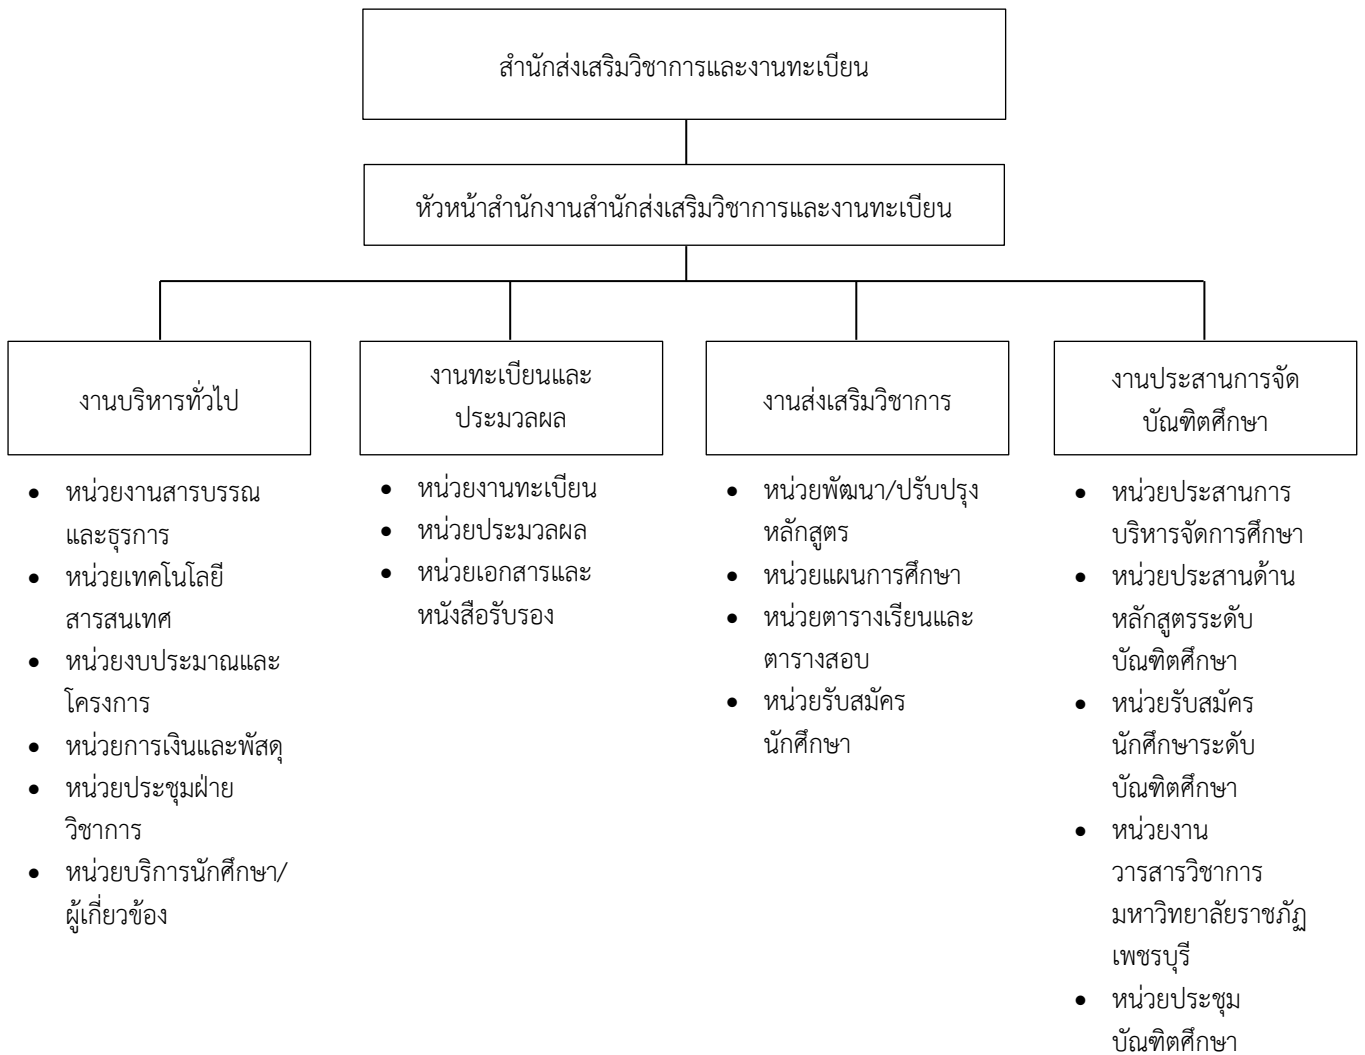 สำนักส่งเสริมวิชาการและงานทะเบียน
หัวหน้าสำนักงานสำนักส่งเสริมวิชาการและงานทะเบียน
งานบริหารทั่วไป
• หน่วยงานสารบรรณ
และธุรการ
• หน่วยเทคโนโลยี
สารสนเทศ
• หน่วยงบประมาณและ
โครงการ
• หน่วยการเงินและพัสดุ
• หน่วยประชุมฝ่าย
วิชาการ
• หน่วยบริการนักศึกษา/
ผู้เกี่ยวข้อง
งานทะเบียนและ
ประมวลผล
• หน่วยงานทะเบียน
• หน่วยประมวลผล
• หน่วยเอกสารและ
หนังสือรับรอง
งานส่งเสริมวิชาการ
• หน่วยพัฒนา/ปรับปรุง
หลักสูตร
• หน่วยแผนการศึกษา
• หน่วยตารางเรียนและ
ตารางสอบ
• หน่วยรับสมัคร
นักศึกษา
งานประสานการจัด
บัณฑิตศึกษา
• หน่วยประสานการ
บริหารจัดการศึกษา
• หน่วยประสานด้าน
หลักสูตรระดับ
บัณฑิตศึกษา
• หน่วยรับสมัคร
นักศึกษาระดับ
บัณฑิตศึกษา
• หน่วยงาน
วารสารวิชาการ
มหาวิทยาลัยราชภัฏ
เพชรบุรี
• หน่วยประชุม
บัณฑิตศึกษา